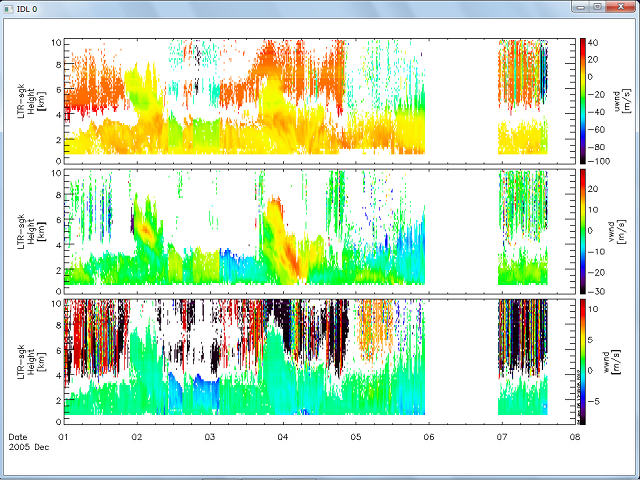 IDL 0
LTR-sgk
Height
[km]
10
8
6
4
2
0
40
20
0
−20
−40
−60
−80
−100
uwnd
[m/s]
LTR-sgk
Height
[km]
10
8
6
4
2
0
20
10
0
−10
−20
−30
vwnd
[m/s]
LTR-sgk
Height
[km]
10
8
6
4
2
0
10
5
0
−5
wwnd
[m/s]
01
02
03
04
05
06
07
08
Date
2005 Dec